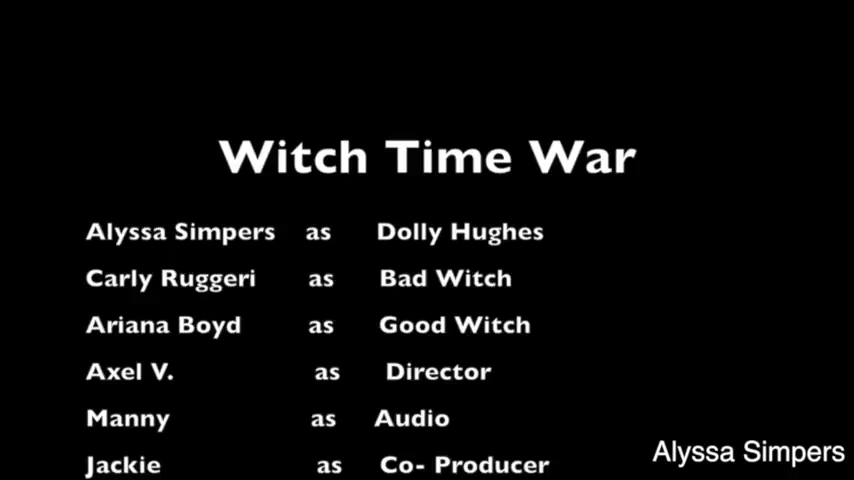 Witch Time War
Alyssa Simpers as Dolly Hughes
Carly Ruggeri as Bad Witch
Ariana Boyd as Good Witch
Axel V. as Director
Manny as Audio
Jackie as Co- Producer
Alyssa Simpers